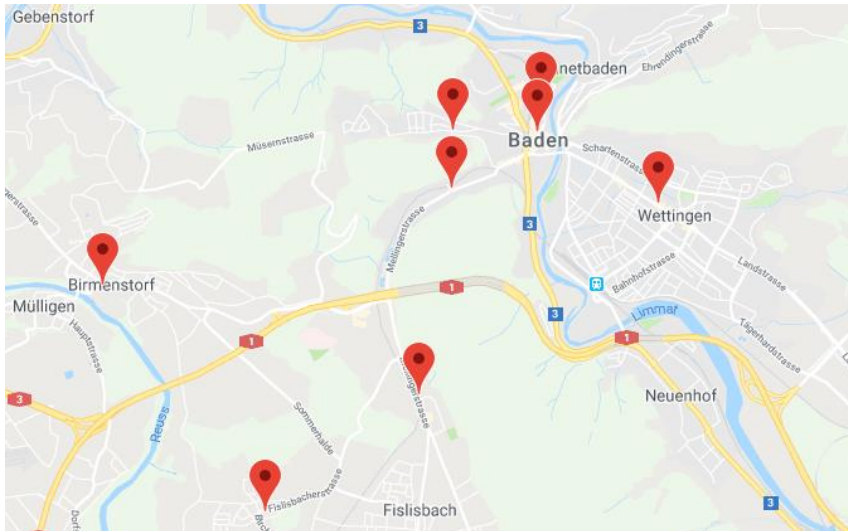 Gebenstorf
3
netbaden
Ehrendingerstrasse
Baden
Müsernstrasse
Schartenstrasse
Wettingen
3
Mellingerstrasse
Birmenstorf
Mülligen
Bahnhofstrasse
Landstrasse
1
Limmat
3
Hauptstrasse
1
1
Tägerhardstrasse
3
Neuenhof
Reuss
Sommerhalde
Fislisbacherstrasse
Fislisbach
3